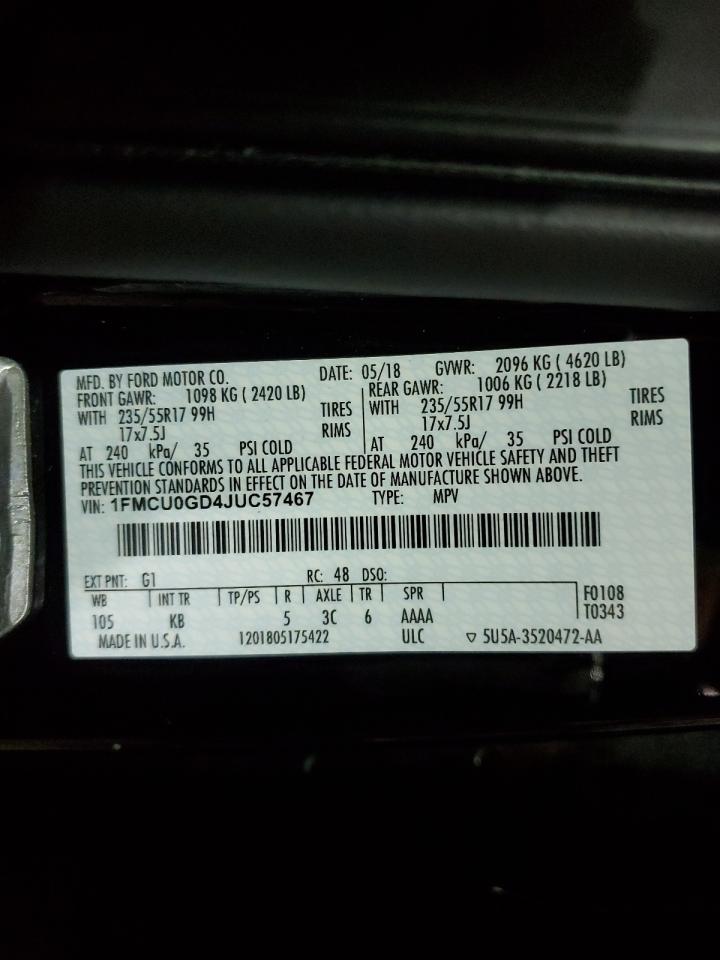 MFD. BY FORD MOTOR CO. DATE: 05/18 GVWR: 2096 KG ( 4620 LB)
FRONT GAWR: 1098 KG ( 2420 LB) REAR GAWR: 1006 KG ( 2218 LB)
WITH 235/55R17 99H TIRES WITH 235/55R17 99H TIRES
17x7.5J RIMS 17x7.5J RIMS
AT 240 kPa/ 35 PSI COLD AT 240 kPa/ 35 PSI COLD
THIS VEHICLE CONFORMS TO ALL APPLICABLE FEDERAL MOTOR VEHICLE SAFETY AND THEFT
PREVENTION STANDARDS IN EFFECT ON THE DATE OF MANUFACTURE SHOWN ABOVE.
VIN: 1FMCU0GD4JUC57467 TYPE: MPV
EXT PNT: G1 RC: 48 DSO:
WB INT TR TP/PS R AXLE TR SPR F0108
105 KB 5 3C 6 AAAA T0343
MADE IN U.S.A. 1201805175422 ULC ▽ 5U5A-3520472-AA